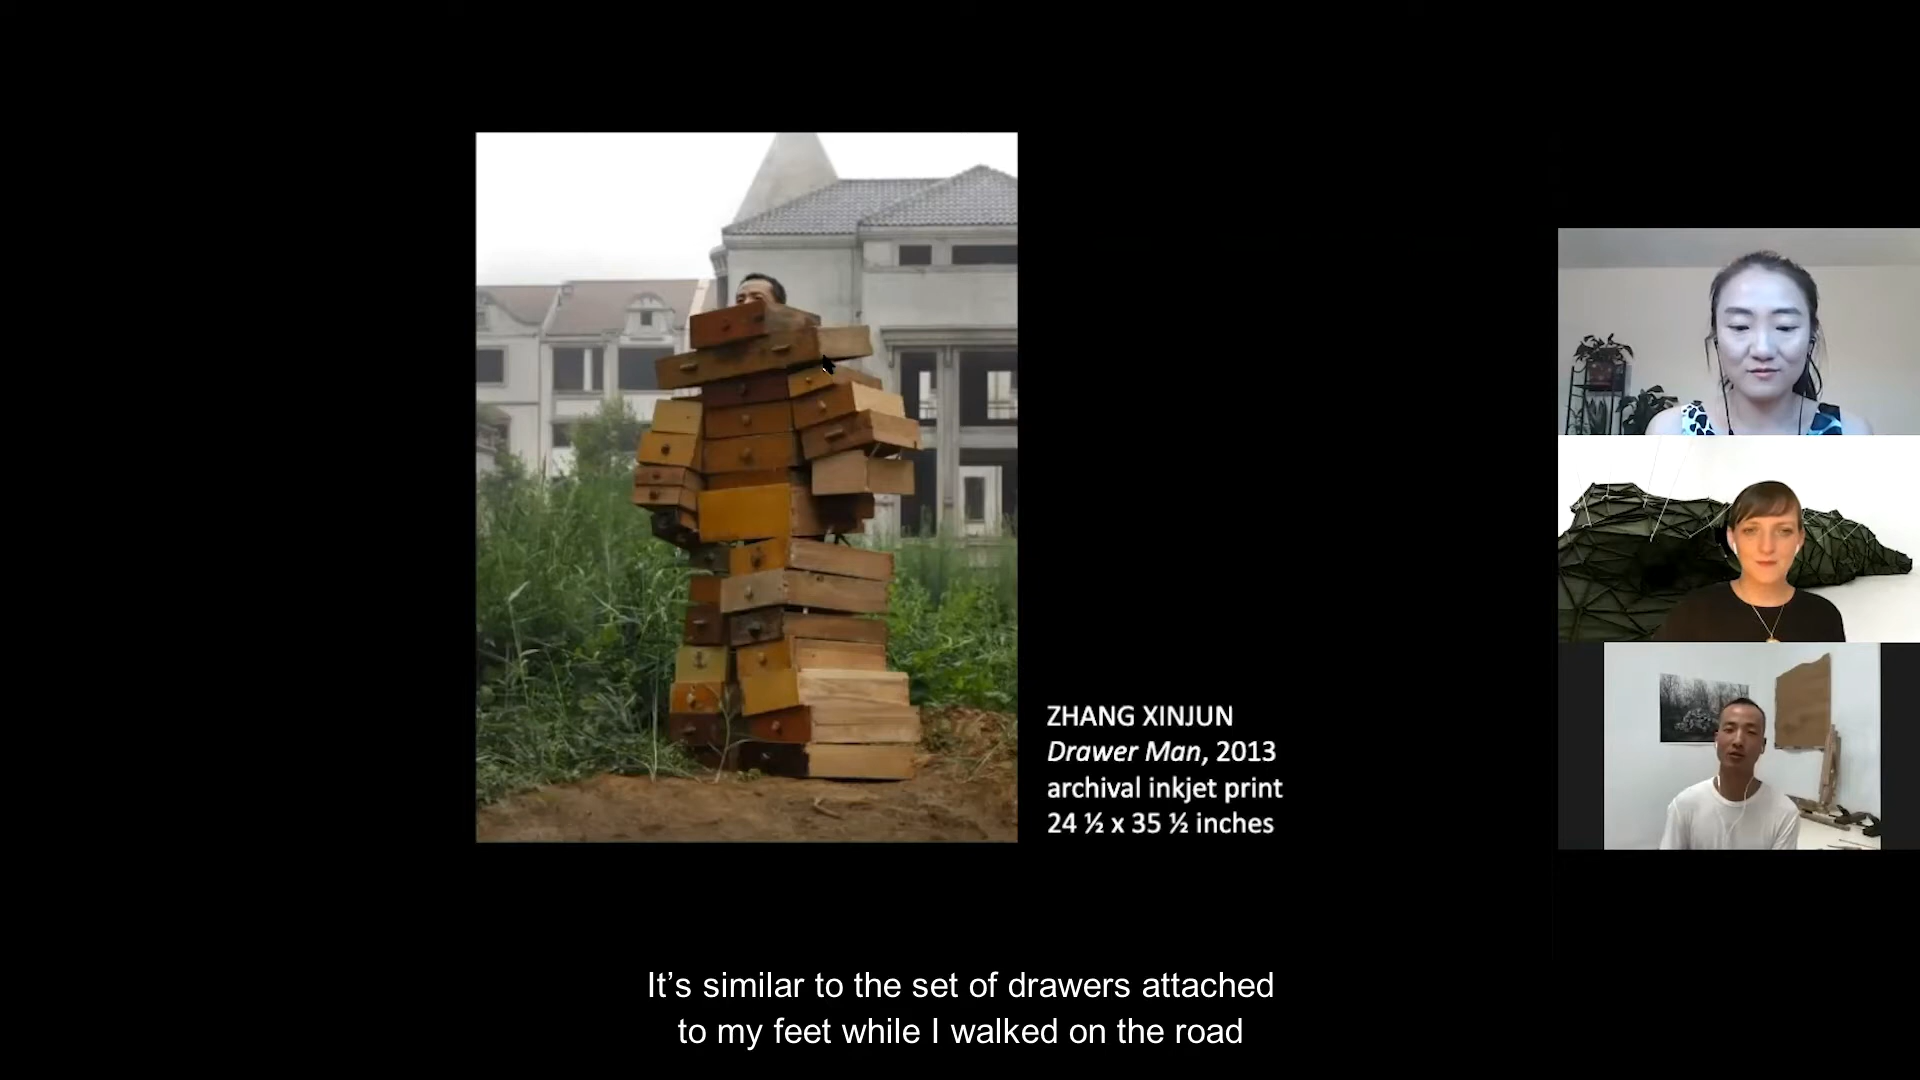 ZHANG XINJUN
Drawer Man, 2013
archival inkjet print
24 ½ x 35 ½ inches
It’s similar to the set of drawers attached
to my feet while I walked on the road